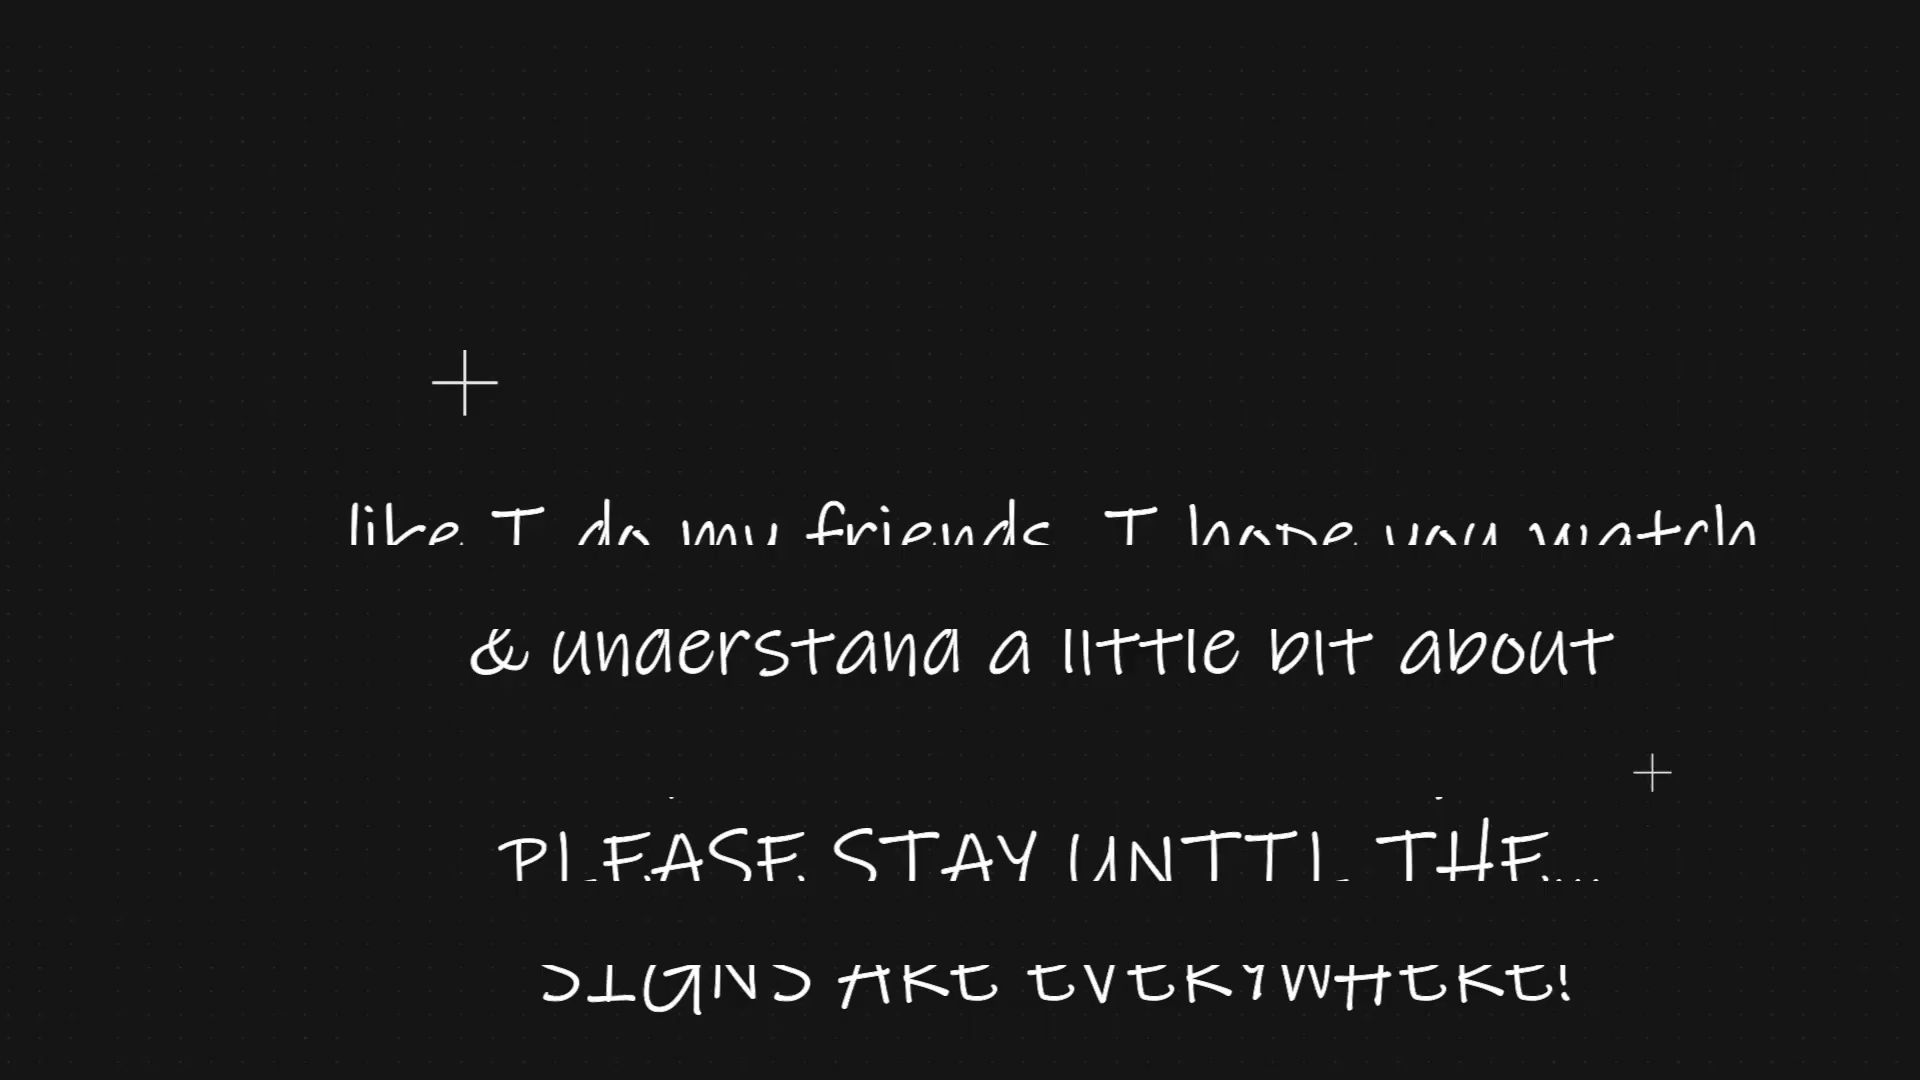 like I do my friends. I hope you watch
& understand a little bit about
PLEASE STAY UNTIL THE...
SIGNS ARE EVERYWHERE!